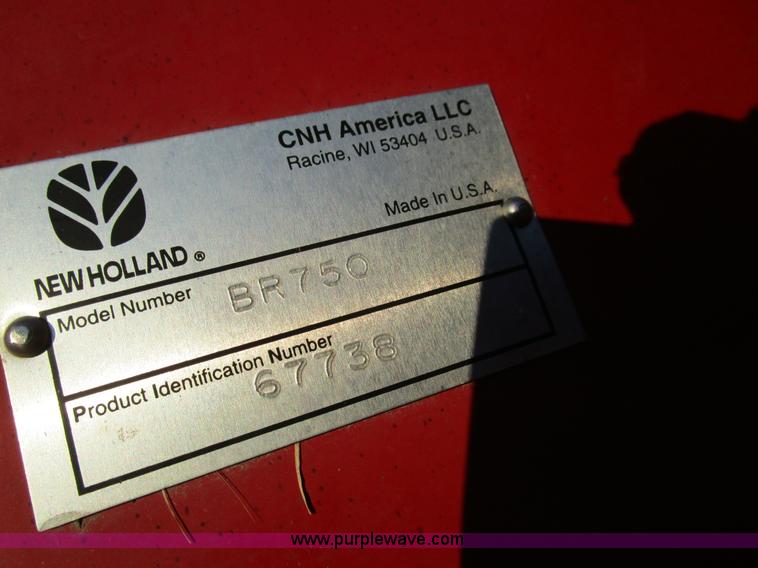 CNH America LLC
Racine, WI 53404 U.S.A.
Made In U.S.A.
NEW HOLLAND ®
Model Number BR750
Product Identification Number
67738
www.purplewave.com